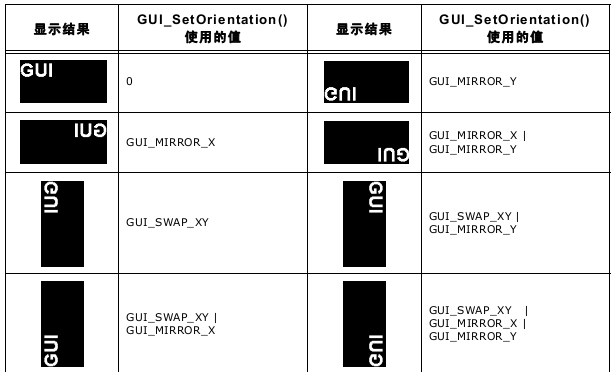 显示结果 GUI_SetOrientation() 使用的值 显示结果 GUI_SetOrientation() 使用的值
GUI 0 GUI GUI_MIRROR_Y
GUI GUI_MIRROR_X GUI GUI_MIRROR_X |
GUI_MIRROR_Y
GUI GUI_SWAP_XY GUI GUI_SWAP_XY |
GUI_MIRROR_Y
GUI GUI_SWAP_XY |
GUI_MIRROR_X
GUI GUI_SWAP_XY |
GUI_MIRROR_X |
GUI_MIRROR_Y